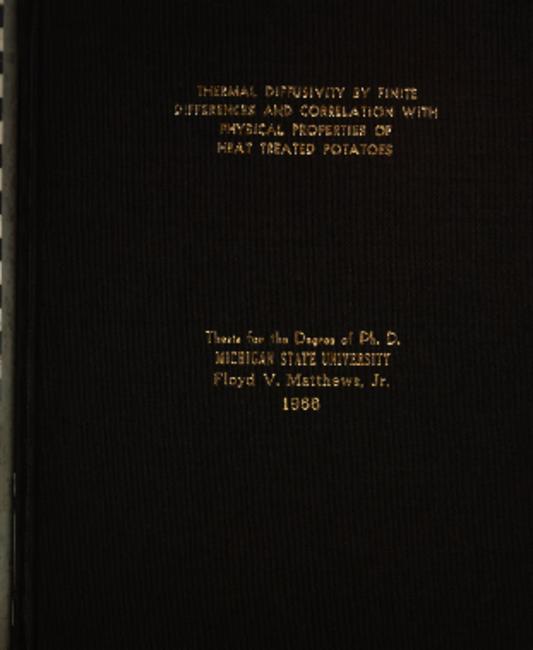 THERMAL DIFFUSIVITY BY FINITE
DIFFERENCES AND CORRELATION WITH
PHYSICAL PROPERTIES OF
HEAT TREATED POTATOES
Thesis for the Degree of Ph. D.
MICHIGAN STATE UNIVERSITY
Floyd V. Matthews, Jr.
1966